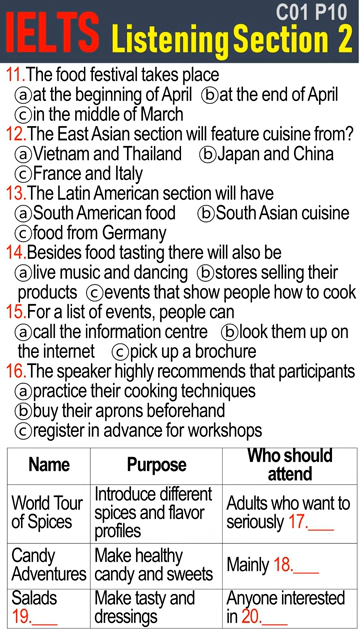 C01 P10
IELTS Listening Section 2
11.The food festival takes place
ⓐat the beginning of April ⓑat the end of April
ⓒin the middle of March
12.The East Asian section will feature cuisine from?
ⓐVietnam and Thailand ⓑJapan and China
ⓒFrance and Italy
13.The Latin American section will have
ⓐSouth American food ⓑSouth Asian cuisine
ⓒfood from Germany
14.Besides food tasting there will also be
ⓐlive music and dancing ⓑstores selling their
products ⓒevents that show people how to cook
15.For a list of events, people can
ⓐcall the information centre ⓑlook them up on
the internet ⓒpick up a brochure
16.The speaker highly recommends that participants
ⓐpractice their cooking techniques
ⓑbuy their aprons beforehand
ⓒregister in advance for workshops
Name Purpose Who should attend
World Tour of Spices Introduce different spices and flavor profiles Adults who want to seriously 17.___
Candy Adventures Make healthy candy and sweets Mainly 18.___
Salads 19.___ Make tasty and dressings Anyone interested in 20.___